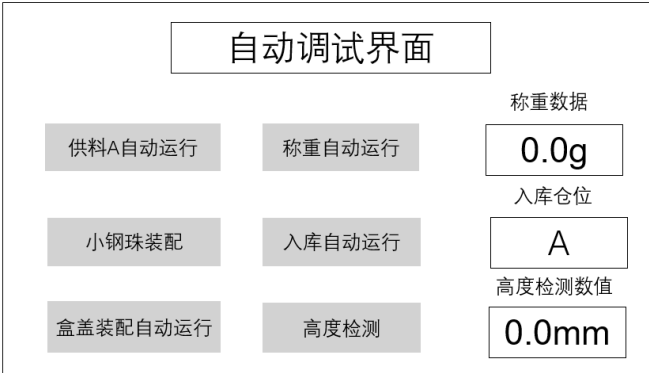 自动调试界面
称重数据
供料A自动运行
称重自动运行
0.0g
入库仓位
小钢珠装配
入库自动运行
A
高度检测数值
盒盖装配自动运行
高度检测
0.0mm